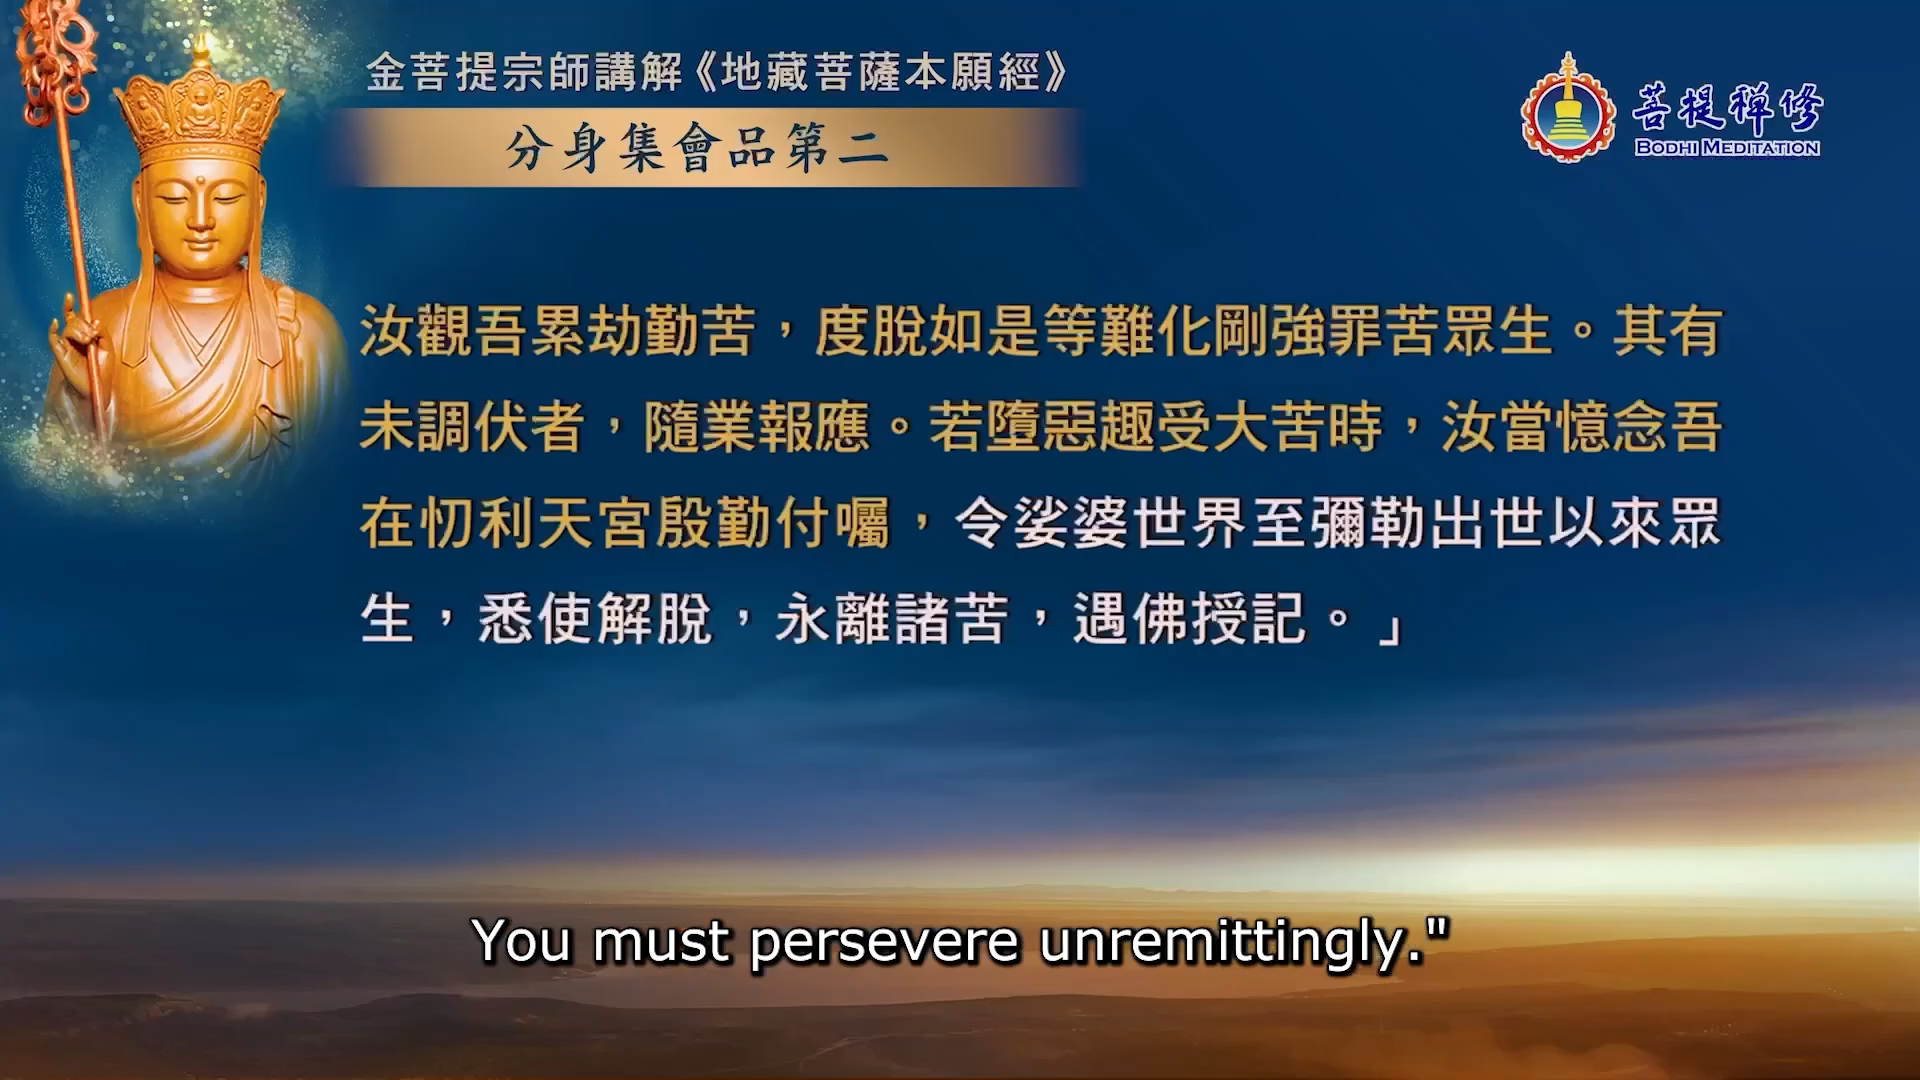 金菩提宗師講解《地藏菩薩本願經》
分身集會品第二
菩提禪修
BODHI MEDITATION
汝觀吾累劫勤苦，度脫如是等難化剛強罪苦眾生。其有
未調伏者，隨業報應。若墮惡趣受大苦時，汝當憶念吾
在忉利天宮殷勤付囑，令娑婆世界至彌勒出世以來眾
生，悉使解脫，永離諸苦，遇佛授記。」
You must persevere unremittingly."